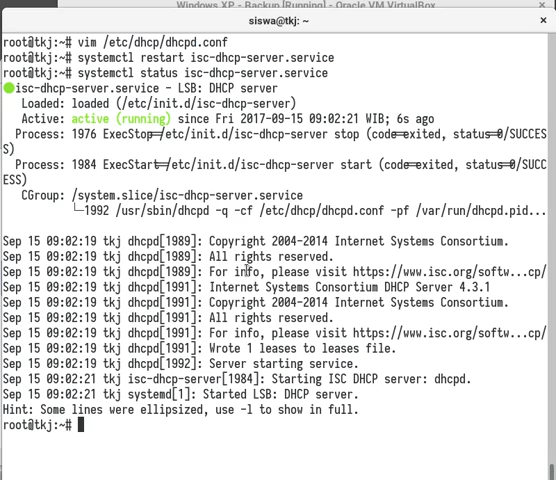 Windows XP - Backup [Running] - Oracle VM VirtualBox
siswa@tkj: ~
root@tkj:~# vim /etc/dhcp/dhcpd.conf
root@tkj:~# systemctl restart isc-dhcp-server.service
root@tkj:~# systemctl status isc-dhcp-server.service
●isc-dhcp-server.service - LSB: DHCP server
Loaded: loaded (/etc/init.d/isc-dhcp-server)
Active: active (running) since Fri 2017-09-15 09:02:21 WIB; 6s ago
Process: 1976 ExecStop=/etc/init.d/isc-dhcp-server stop (code=exited, status=0/SUCCES
S)
Process: 1984 ExecStart=/etc/init.d/isc-dhcp-server start (code=exited, status=0/SUCC
ESS)
CGroup: /system.slice/isc-dhcp-server.service
└─1992 /usr/sbin/dhcpd -q -cf /etc/dhcp/dhcpd.conf -pf /var/run/dhcpd.pid...
Sep 15 09:02:19 tkj dhcpd[1989]: Copyright 2004-2014 Internet Systems Consortium.
Sep 15 09:02:19 tkj dhcpd[1989]: All rights reserved.
Sep 15 09:02:19 tkj dhcpd[1989]: For info, please visit https://www.isc.org/softw...cp/
Sep 15 09:02:19 tkj dhcpd[1991]: Internet Systems Consortium DHCP Server 4.3.1
Sep 15 09:02:19 tkj dhcpd[1991]: Copyright 2004-2014 Internet Systems Consortium.
Sep 15 09:02:19 tkj dhcpd[1991]: All rights reserved.
Sep 15 09:02:19 tkj dhcpd[1991]: For info, please visit https://www.isc.org/softw...cp/
Sep 15 09:02:19 tkj dhcpd[1991]: Wrote 1 leases to leases file.
Sep 15 09:02:19 tkj dhcpd[1992]: Server starting service.
Sep 15 09:02:21 tkj isc-dhcp-server[1984]: Starting ISC DHCP server: dhcpd.
Sep 15 09:02:21 tkj systemd[1]: Started LSB: DHCP server.
Hint: Some lines were ellipsized, use -l to show in full.
root@tkj:~#